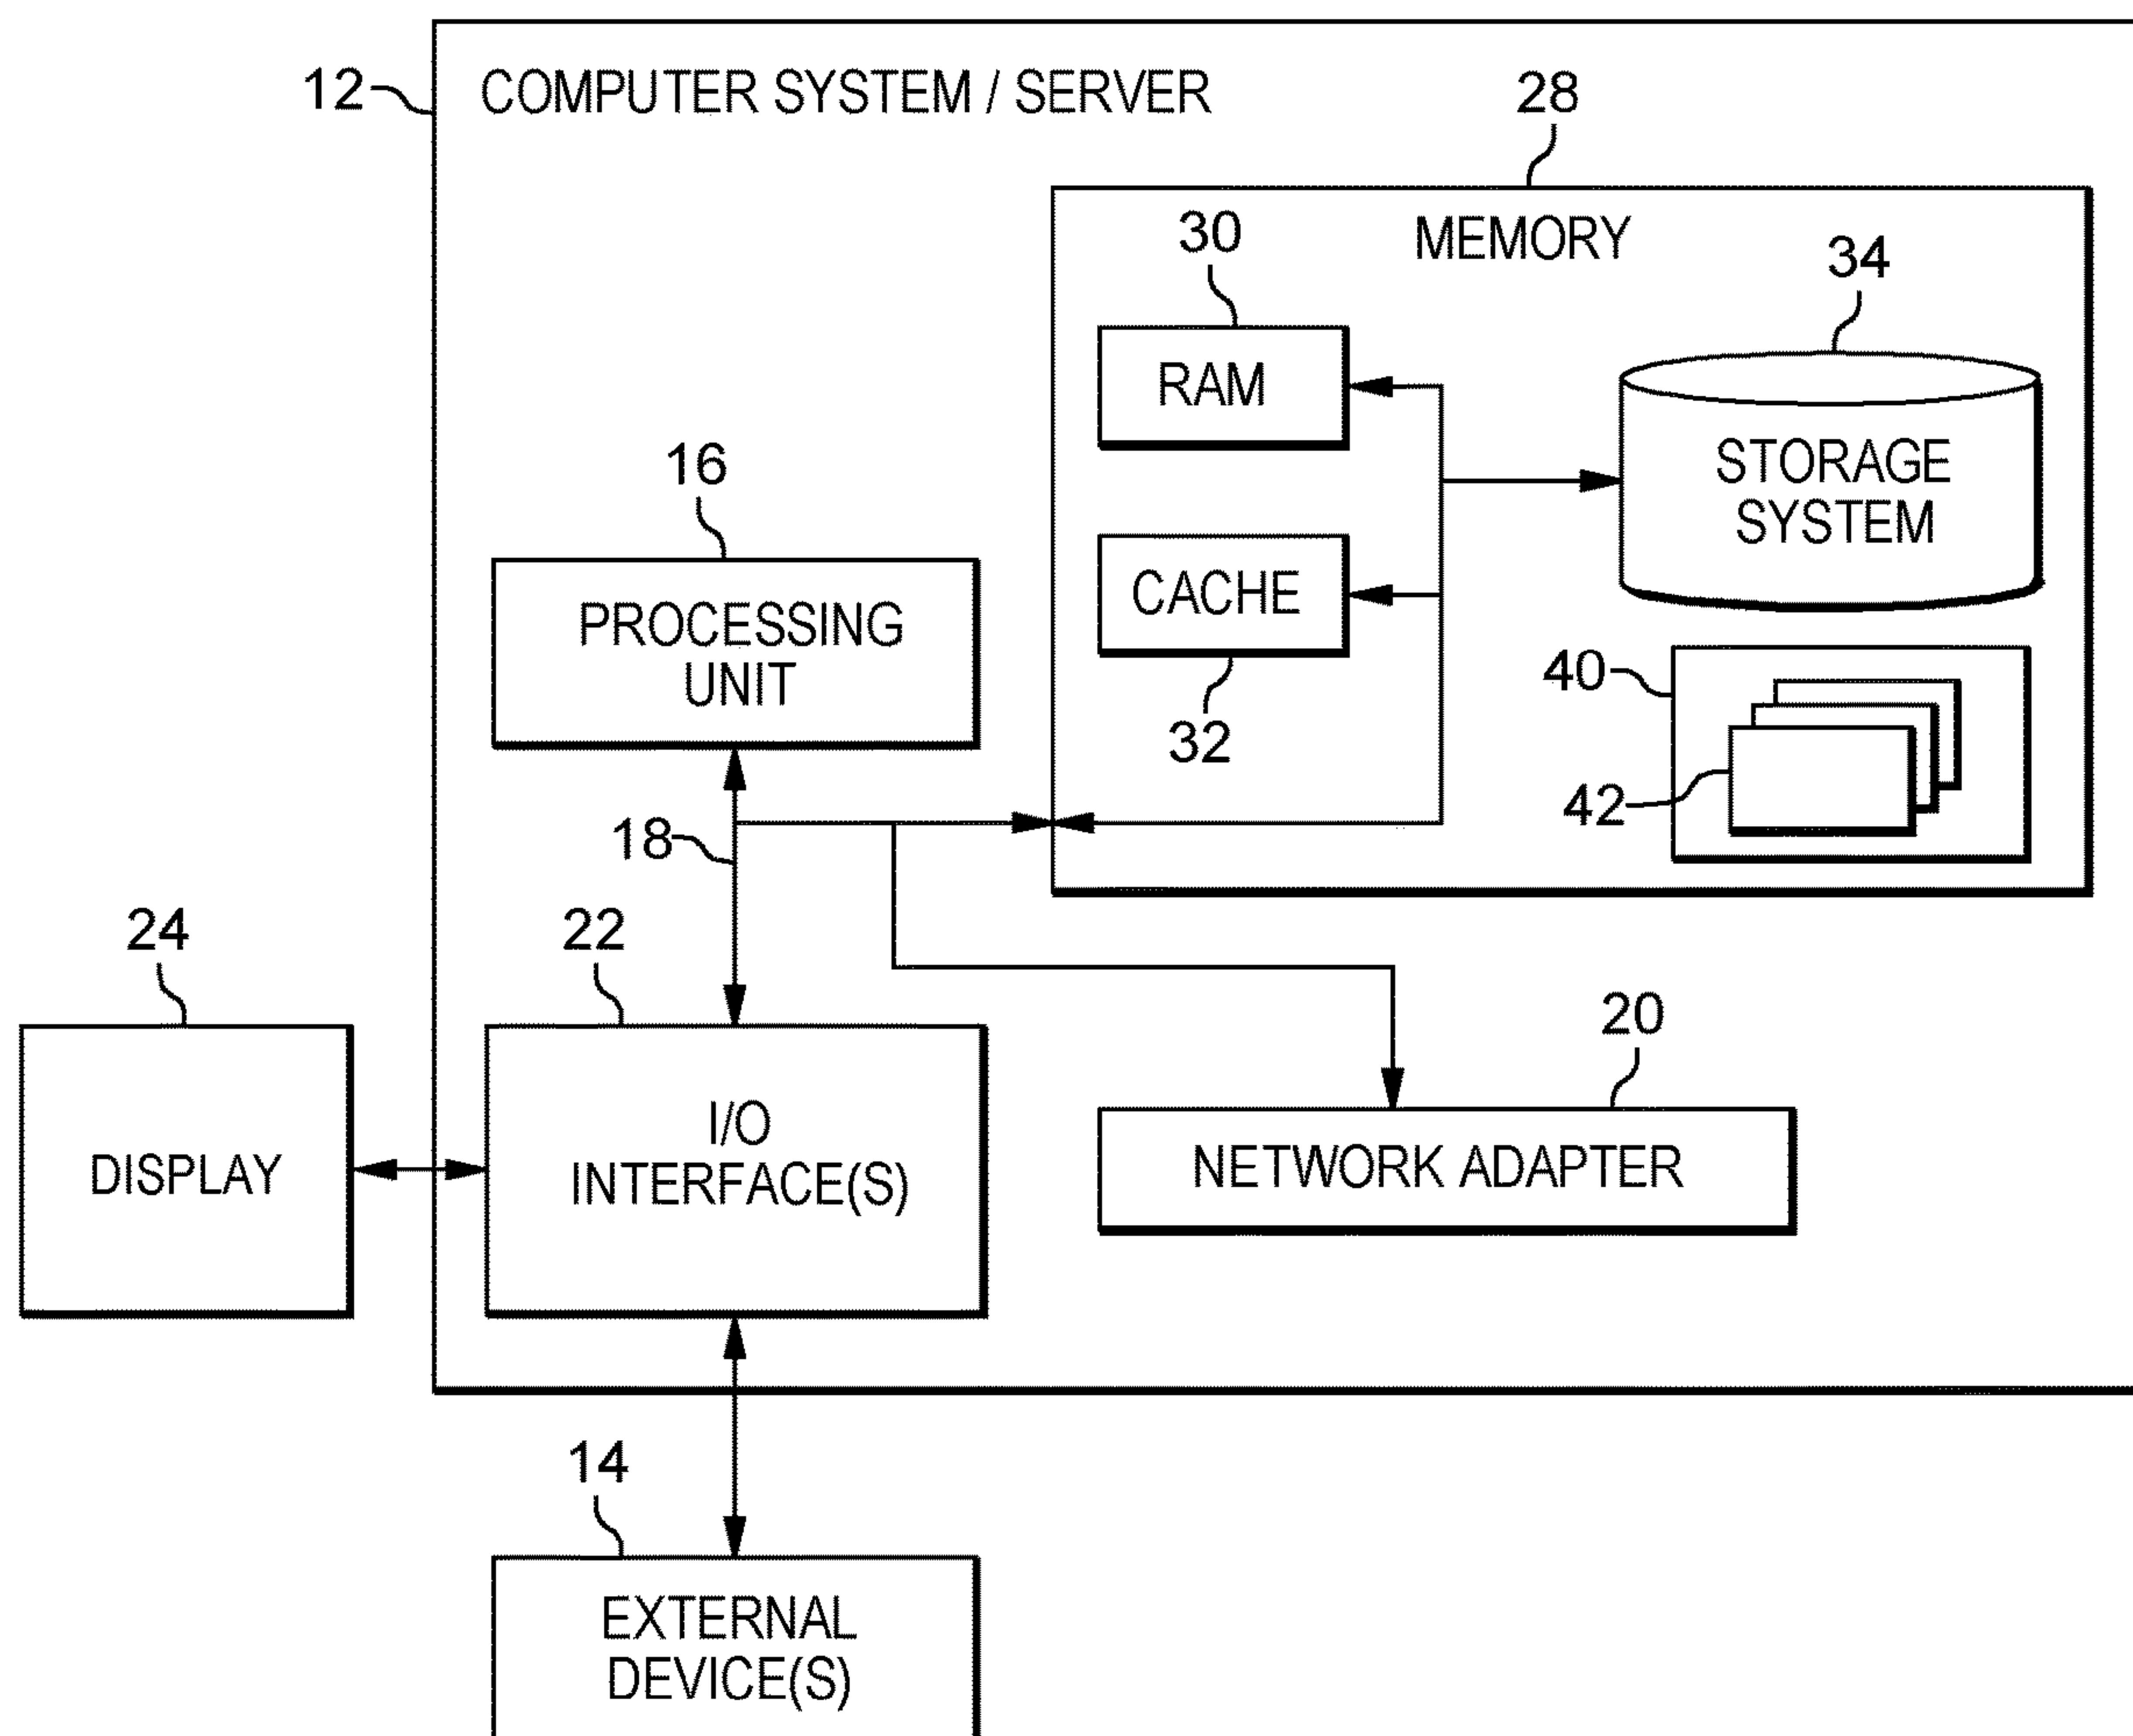 12
COMPUTER SYSTEM / SERVER
28
MEMORY
30
34
RAM
STORAGE
SYSTEM
16
PROCESSING
UNIT
CACHE
32
40
42
18
24
22
20
DISPLAY
I/O
INTERFACE(S)
NETWORK ADAPTER
14
EXTERNAL
DEVICE(S)